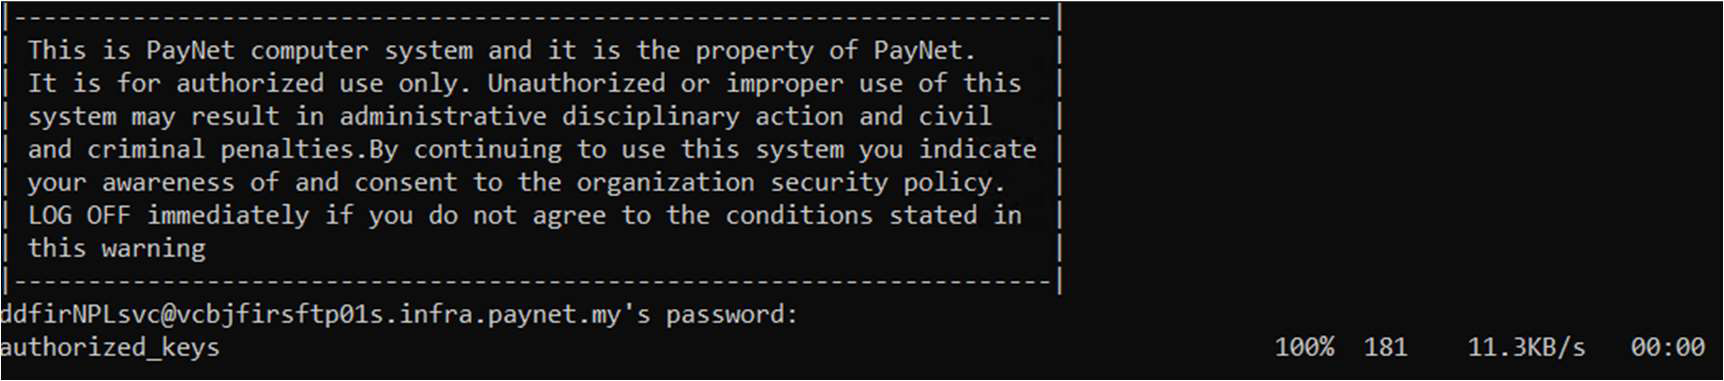 |----------------------------------------------------------------------|
| This is PayNet computer system and it is the property of PayNet.     |
| It is for authorized use only. Unauthorized or improper use of this  |
| system may result in administrative disciplinary action and civil    |
| and criminal penalties.By continuing to use this system you indicate |
| your awareness of and consent to the organization security policy.   |
| LOG OFF immediately if you do not agree to the conditions stated in  |
| this warning                                                         |
|----------------------------------------------------------------------|
ddfirNPLsvc@vcbjfirsftp01s.infra.paynet.my's password:
authorized_keys 100% 181 11.3KB/s 00:00